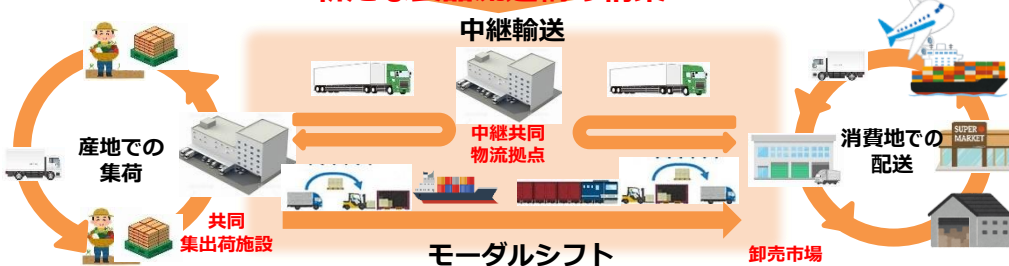 中継輸送
中継共同
物流拠点
産地での
集荷
消費地での
配送
SUPER
MARKET
共同
集出荷施設
モーダルシフト
卸売市場